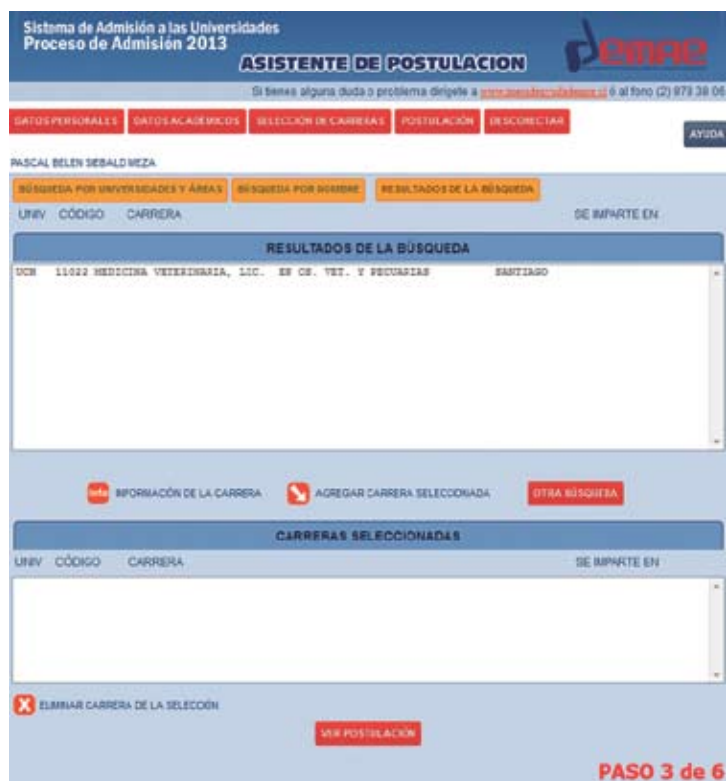 Sistema de Admisión a las Universidades
Proceso de Admisión 2013
ASISTENTE DE POSTULACION
demre
Si tienes alguna duda o problema dirígete a ó al fono (2) 978 38 06
DATOS PERSONALES DATOS ACADÉMICOS SELECCIÓN DE CARRERAS POSTULACIÓN DESCONECTAR
AYUDA
PASCAL BELEN SIEBALD MEZA
BÚSQUEDA POR UNIVERSIDADES Y ÁREAS BÚSQUEDA POR NOMBRE RESULTADOS DE LA BÚSQUEDA
UNIV CÓDIGO CARRERA SE IMPARTE EN
RESULTADOS DE LA BÚSQUEDA
UCH 11022 MEDICINA VETERINARIA, LIC. EN CS. VET. Y PECUARIAS SANTIAGO
Info INFORMACIÓN DE LA CARRERA AGREGAR CARRERA SELECCIONADA OTRA BÚSQUEDA
CARRERAS SELECCIONADAS
UNIV CÓDIGO CARRERA SE IMPARTE EN
X ELIMINAR CARRERA DE LA SELECCIÓN
VER POSTULACIÓN
PASO 3 de 6